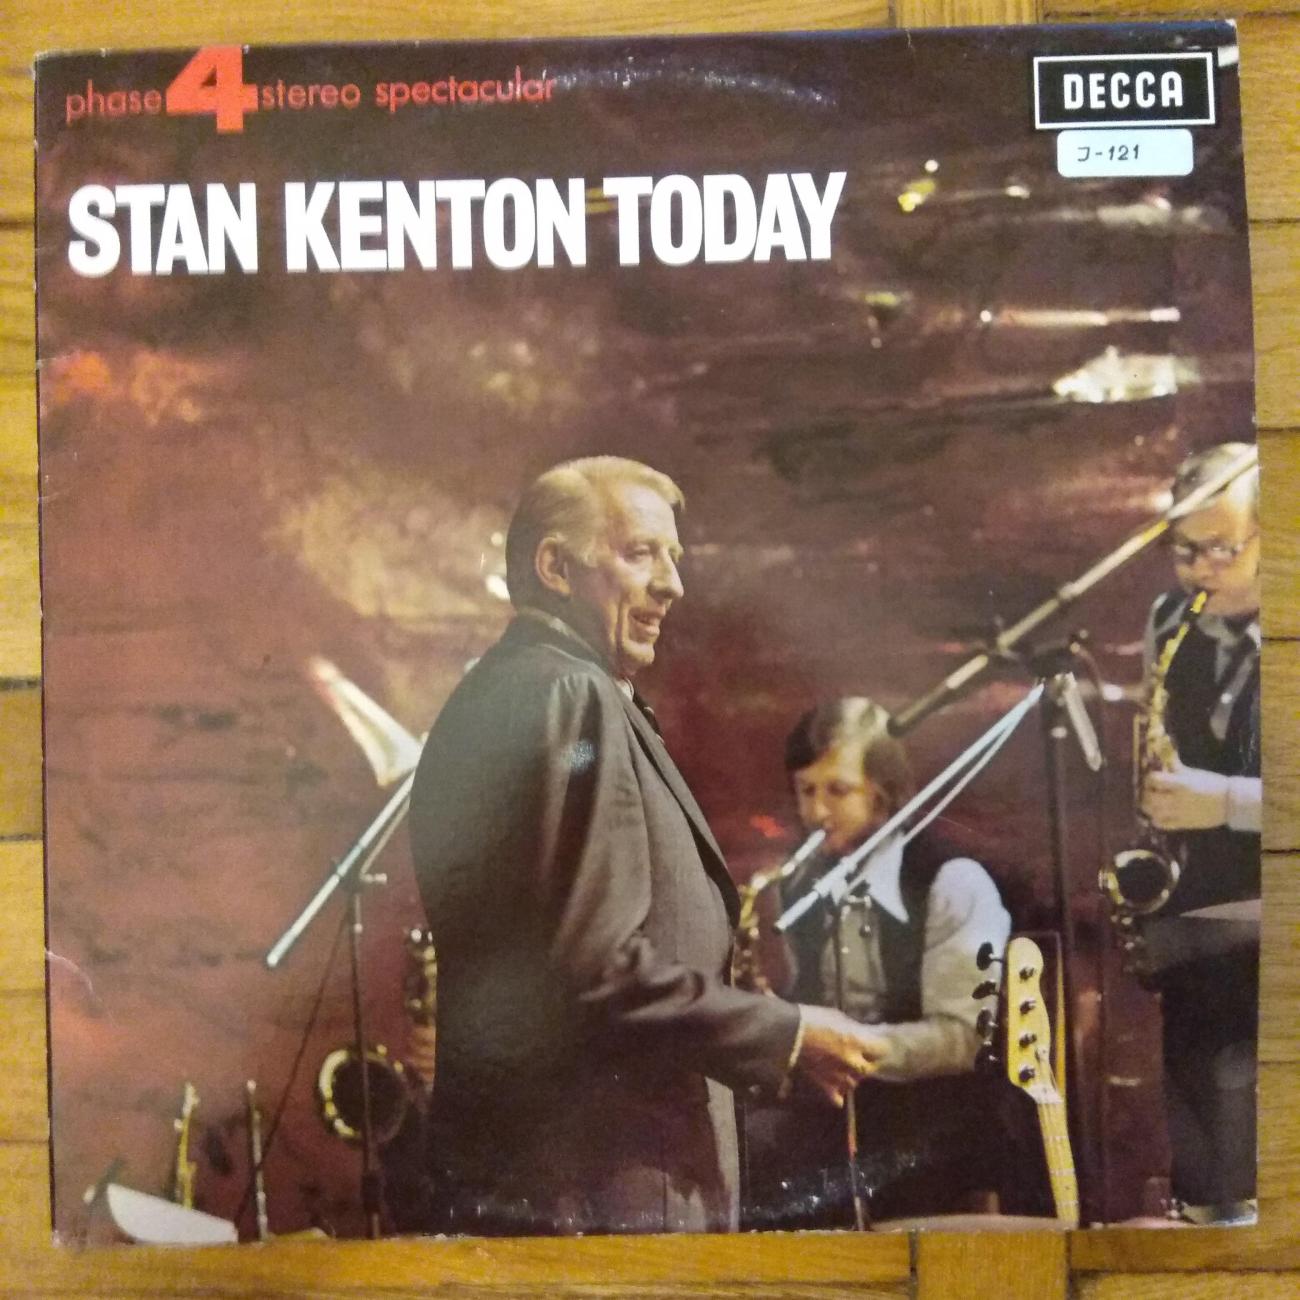 phase 4 stereo spectacular
DECCA
J-121
STAN KENTON TODAY